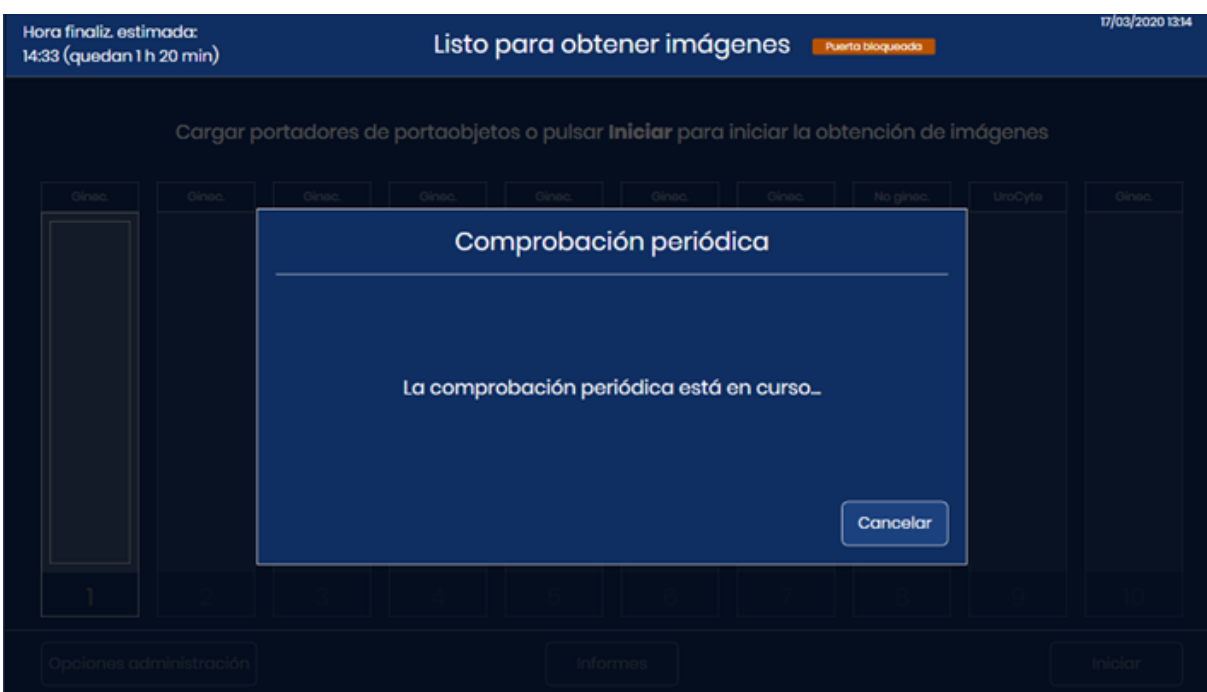 Hora finaliz. estimada:
14:33 (quedan 1 h 20 min)
Listo para obtener imágenes
Puerta bloqueada
17/03/2020 13:14
Cargar portadores de portaobjetos o pulsar Iniciar para iniciar la obtención de imágenes
Ginec. Ginec. Ginec. Ginec. Ginec. Ginec. Ginec. No ginec. UroCyte Ginec.
Comprobación periódica
La comprobación periódica está en curso...
Cancelar
1 2 3 4 5 6 7 8 9 10
Opciones administración Informes Iniciar